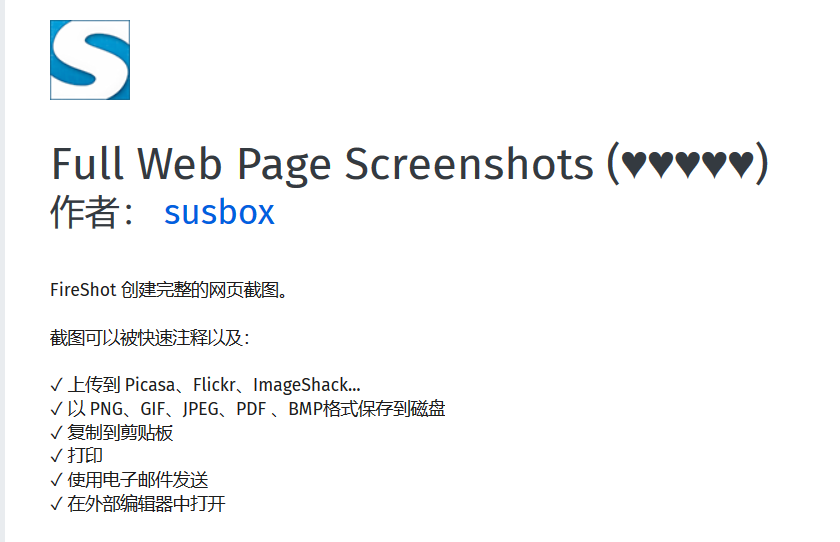 S
Full Web Page Screenshots (♥♥♥♥♥)
作者： susbox
FireShot 创建完整的网页截图。
截图可以被快速注释以及：
✓ 上传到 Picasa、Flickr、ImageShack...
✓ 以 PNG、GIF、JPEG、PDF 、BMP格式保存到磁盘
✓ 复制到剪贴板
✓ 打印
✓ 使用电子邮件发送
✓ 在外部编辑器中打开